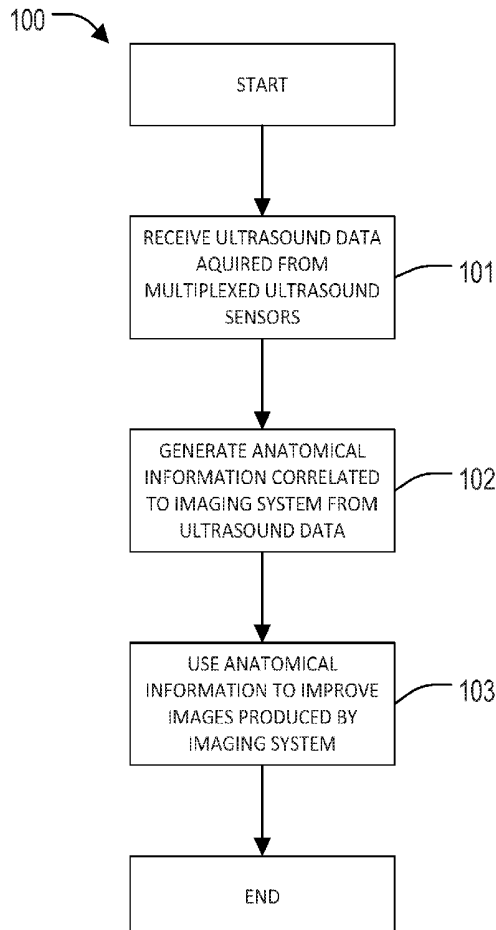 100
START
RECEIVE ULTRASOUND DATA
AQUIRED FROM
MULTIPLEXED ULTRASOUND
SENSORS
101
GENERATE ANATOMICAL
INFORMATION CORRELATED
TO IMAGING SYSTEM FROM
ULTRASOUND DATA
102
USE ANATOMICAL
INFORMATION TO IMPROVE
IMAGES PRODUCED BY
IMAGING SYSTEM
103
END